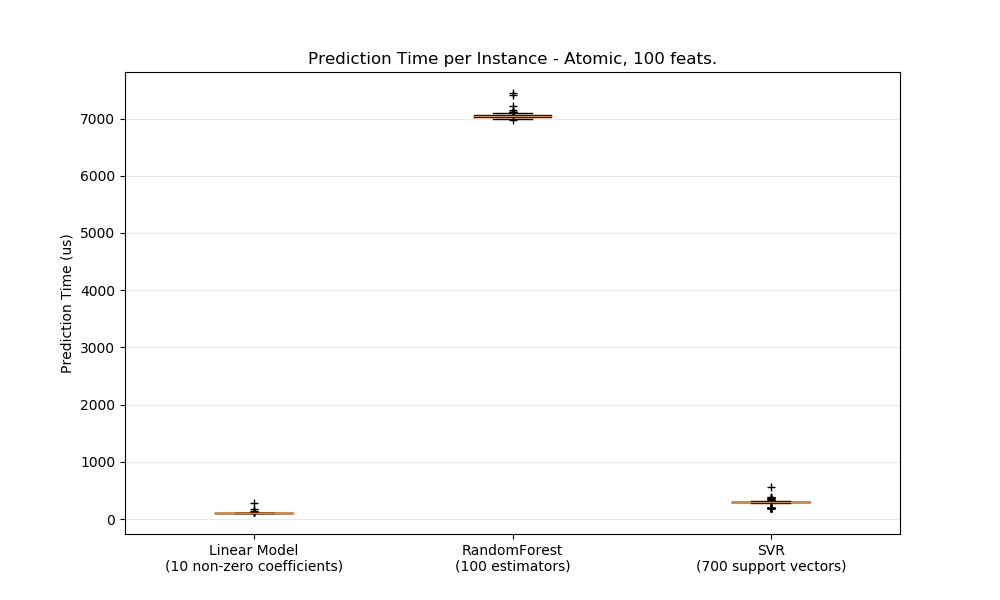 Prediction Time per Instance - Atomic, 100 feats.
Prediction Time (us)
7000
6000
5000
4000
3000
2000
1000
0
Linear Model
(10 non-zero coefficients)
RandomForest
(100 estimators)
SVR
(700 support vectors)